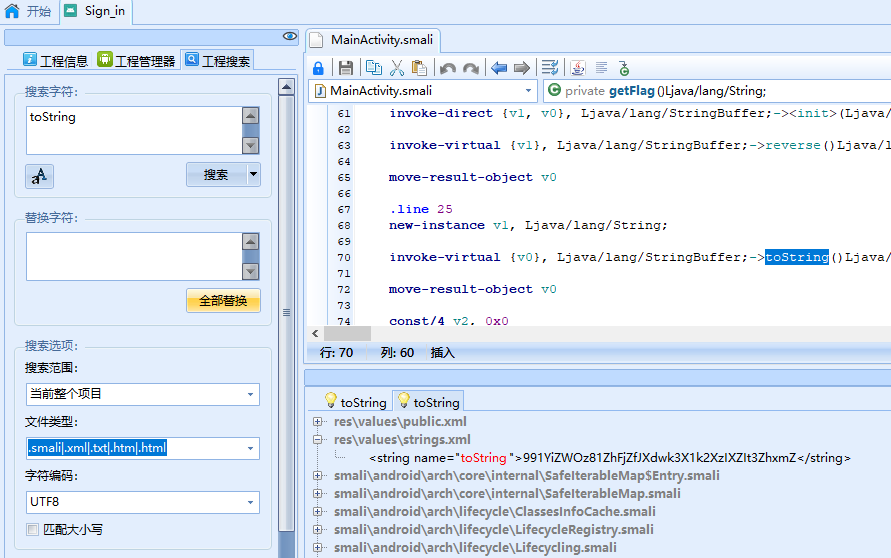 开始
Sign_in
工程信息
工程管理器
工程搜索
搜索字符:
toString
搜索
替换字符:
全部替换
搜索选项:
搜索范围:
当前整个项目
文件类型:
.smali|.xml|.txt|.htm|.html
字符编码:
UTF8
匹配大小写
MainActivity.smali
MainActivity.smali
private getFlag()Ljava/lang/String;
61 invoke-direct {v1, v0}, Ljava/lang/StringBuffer;-><init>(Ljava/
62
63 invoke-virtual {v1}, Ljava/lang/StringBuffer;->reverse()Ljava/l
64
65 move-result-object v0
66
67 .line 25
68 new-instance v1, Ljava/lang/String;
69
70 invoke-virtual {v0}, Ljava/lang/StringBuffer;->toString()Ljava/
71
72 move-result-object v0
73
74 const/4 v2, 0x0
行: 70 列: 60 插入
toString
toString
res\values\public.xml
res\values\strings.xml
<string name="toString">991YiZWOz81ZhFjZfJXdwk3X1k2XzIXZIt3ZhxmZ</string>
smali\android\arch\core\internal\SafeIterableMap$Entry.smali
smali\android\arch\core\internal\SafeIterableMap.smali
smali\android\arch\lifecycle\ClassesInfoCache.smali
smali\android\arch\lifecycle\LifecycleRegistry.smali
smali\android\arch\lifecycle\Lifecycling.smali